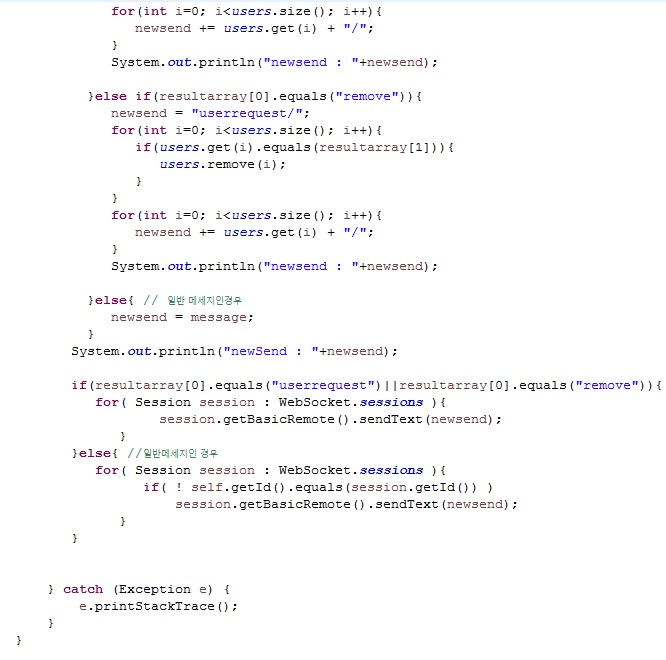 for(int i=0; i<users.size(); i++){
newsend += users.get(i) + "/";
}
System.out.println("newsend : "+newsend);
}else if(resultarray[0].equals("remove")){
newsend = "userrequest/";
for(int i=0; i<users.size(); i++){
if(users.get(i).equals(resultarray[1])){
users.remove(i);
}
}
for(int i=0; i<users.size(); i++){
newsend += users.get(i) + "/";
}
System.out.println("newsend : "+newsend);
}else{ // 일반 메세지인경우
newsend = message;
}
System.out.println("newSend : "+newsend);
if(resultarray[0].equals("userrequest")||resultarray[0].equals("remove")){
for( Session session : WebSocket.sessions ){
session.getBasicRemote().sendText(newsend);
}
}else{ //일반메세지인 경우
for( Session session : WebSocket.sessions ){
if( ! self.getId().equals(session.getId()) )
session.getBasicRemote().sendText(newsend);
}
}
} catch (Exception e) {
e.printStackTrace();
}
}